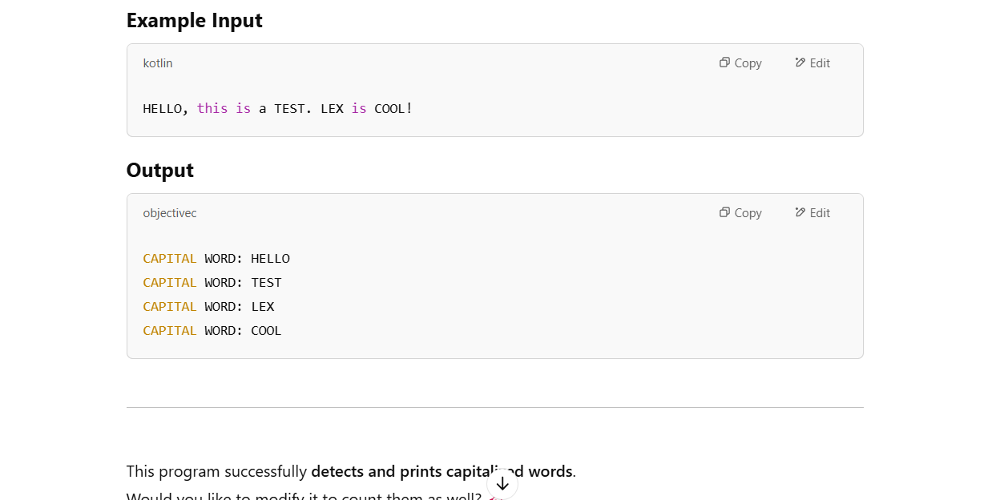 Example Input
kotlin Copy Edit
HELLO, this is a TEST. LEX is COOL!
Output
objectivec Copy Edit
CAPITAL WORD: HELLO
CAPITAL WORD: TEST
CAPITAL WORD: LEX
CAPITAL WORD: COOL
This program successfully detects and prints capitalized words.
Would you like to modify it to count them as well?